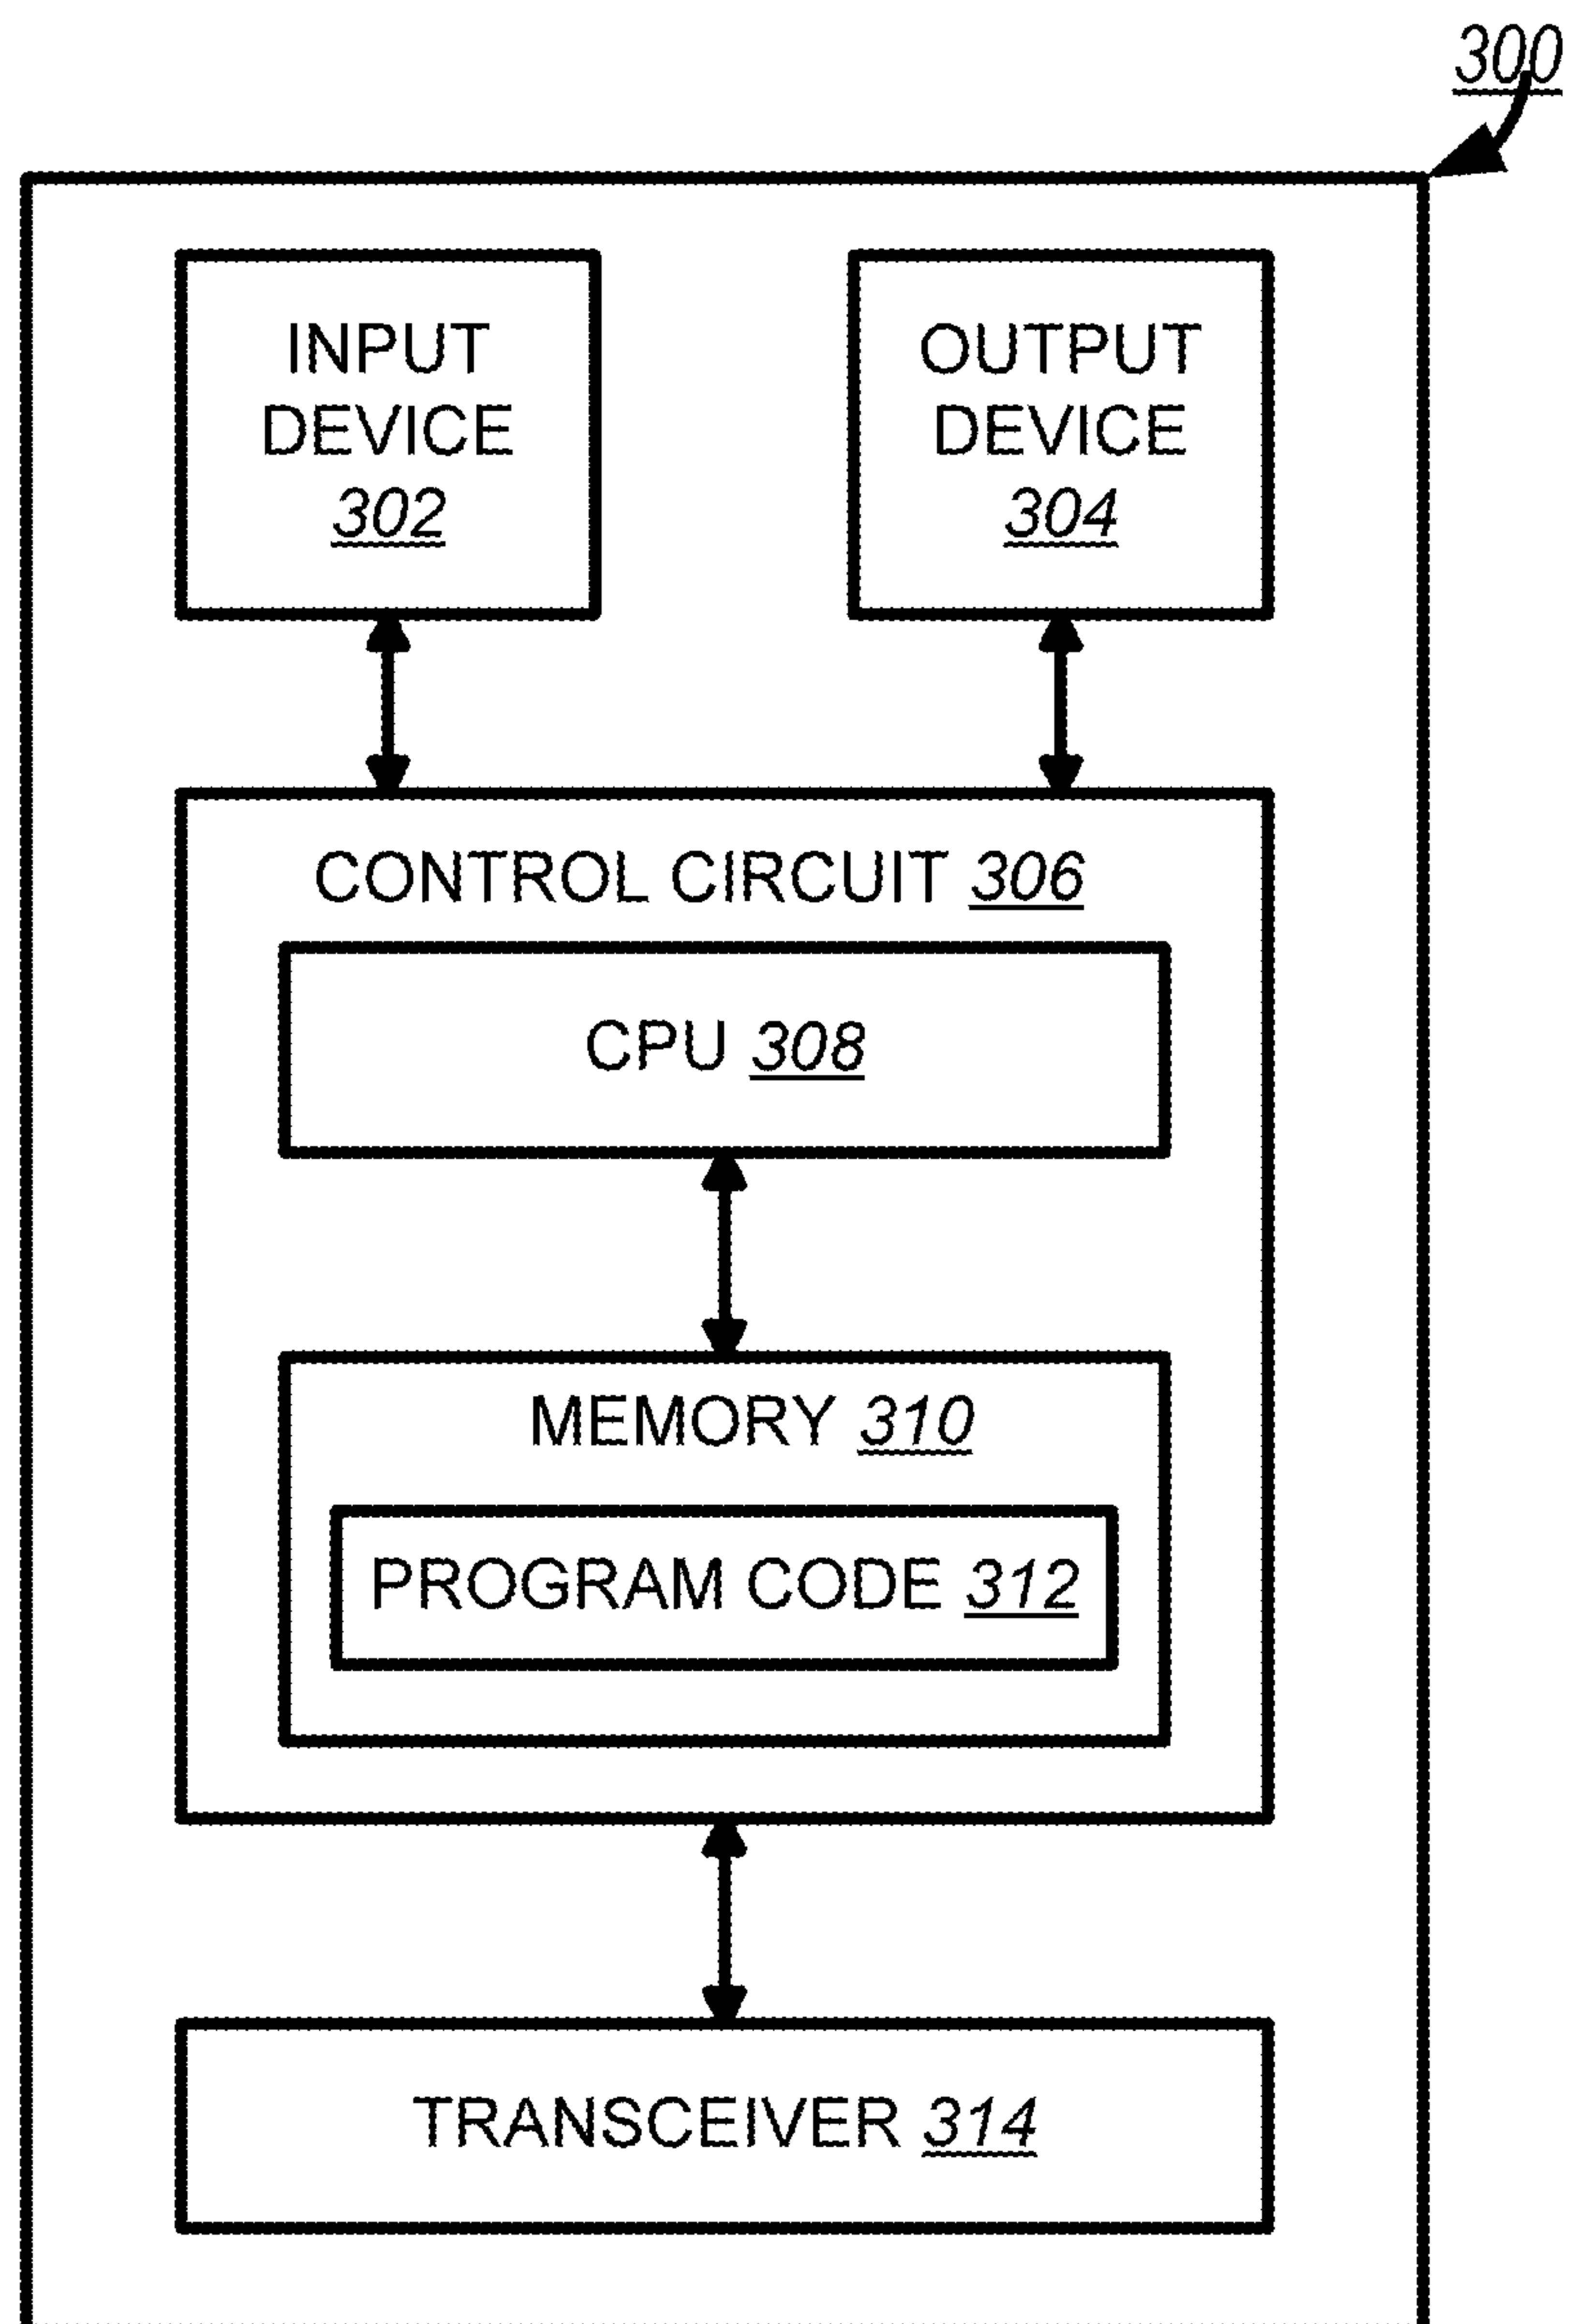 300
INPUT
DEVICE
302
OUTPUT
DEVICE
304
CONTROL CIRCUIT 306
CPU 308
MEMORY 310
PROGRAM CODE 312
TRANSCEIVER 314